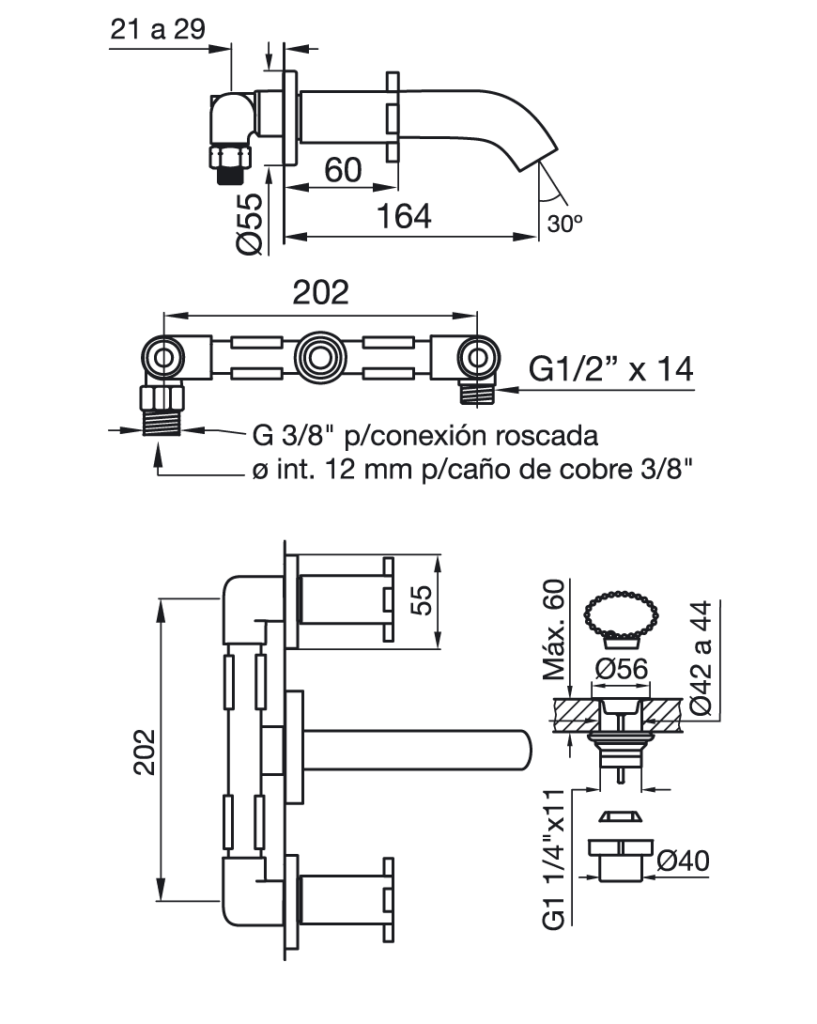 21 a 29
60
Ø55
164
30º
202
G1/2” x 14
G 3/8" p/conexión roscada
ø int. 12 mm p/caño de cobre 3/8"
55
Máx. 60
Ø56
Ø42 a 44
202
G1 1/4"x11
Ø40